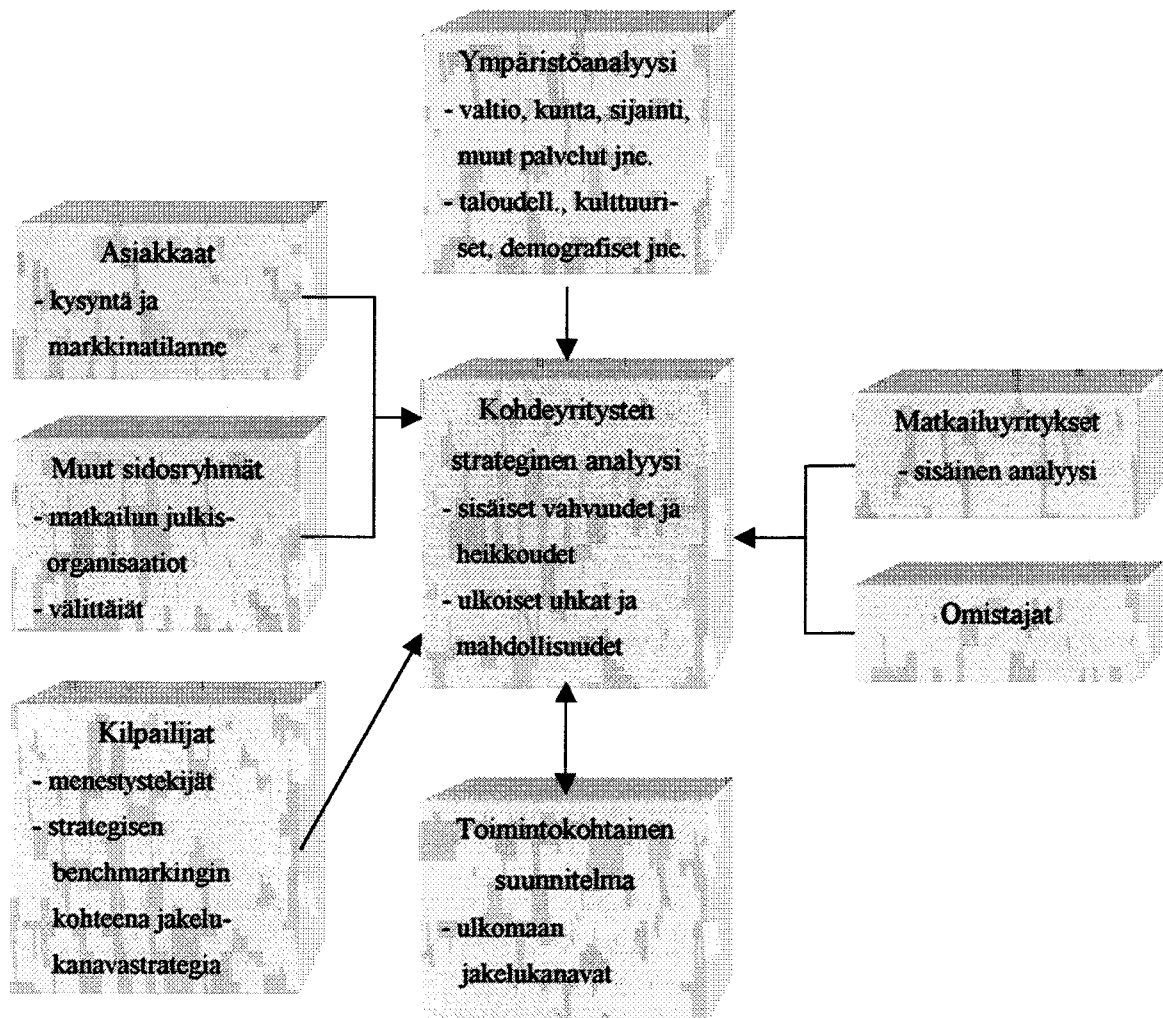 Ympäristöanalyysi
- valtio, kunta, sijainti,
muut palvelut jne.
- taloudell., kulttuuri-
set, demografiset jne.
Asiakkaat
- kysyntä ja
markkinatilanne
Muut sidosryhmät
- matkailun julkis-
organisaatiot
- välittäjät
Kilpailijat
- menestystekijät
- strategisen
benchmarkingin
kohteena jakelu-
kanavastrategia
Kohdeyritysten
strateginen analyysi
- sisäiset vahvuudet ja
heikkoudet
- ulkoiset uhkat ja
mahdollisuudet
Toimintokohtainen
suunnitelma
- ulkomaan
jakelukanavat
Matkailuyritykset
- sisäinen analyysi
Omistajat